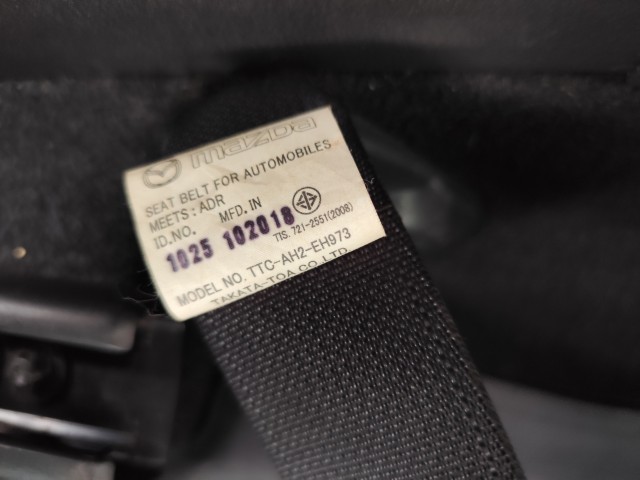 mazda
SEAT BELT FOR AUTOMOBILES
MEETS : ADR
ID.NO. MFD.IN
1025 102018
TIS. 721-2551(2008)
MODEL NO. TTC-AH2-EH973
TAKATA-TOA CO.,LTD.